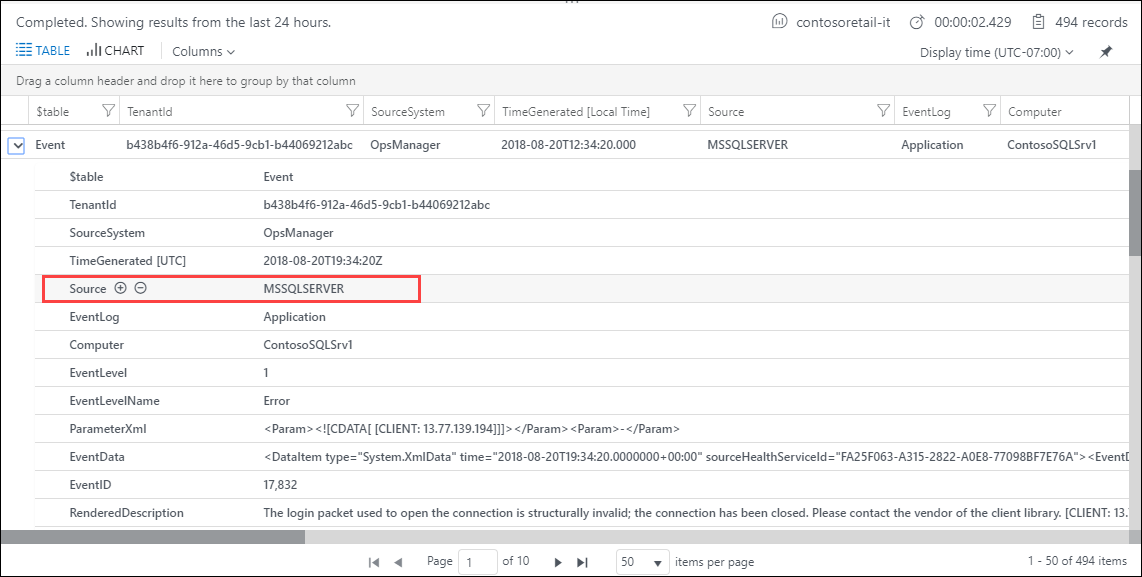 Completed. Showing results from the last 24 hours. contosoretail-it 00:00:02.429 494 records
TABLE CHART Columns Display time (UTC-07:00)
Drag a column header and drop it here to group by that column
$table TenantId SourceSystem TimeGenerated [Local Time] Source EventLog Computer
Event b438b4f6-912a-46d5-9cb1-b44069212abc OpsManager 2018-08-20T12:34:20.000 MSSQLSERVER Application ContosoSQLSrv1
$table Event
TenantId b438b4f6-912a-46d5-9cb1-b44069212abc
SourceSystem OpsManager
TimeGenerated [UTC] 2018-08-20T19:34:20Z
Source MSSQLSERVER
EventLog Application
Computer ContosoSQLSrv1
EventLevel 1
EventLevelName Error
ParameterXml <Param><![CDATA[ [CLIENT: 13.77.139.194]]]></Param><Param>-</Param>
EventData <DataItem type="System.XmlData" time="2018-08-20T19:34:20.0000000+00:00" sourceHealthServiceId="FA25F063-A315-2822-A0E8-77098BF7E76A"><EventD
EventID 17,832
RenderedDescription The login packet used to open the connection is structurally invalid; the connection has been closed. Please contact the vendor of the client library. [CLIENT: 13.7
Page 1 of 10 50 items per page 1 - 50 of 494 items